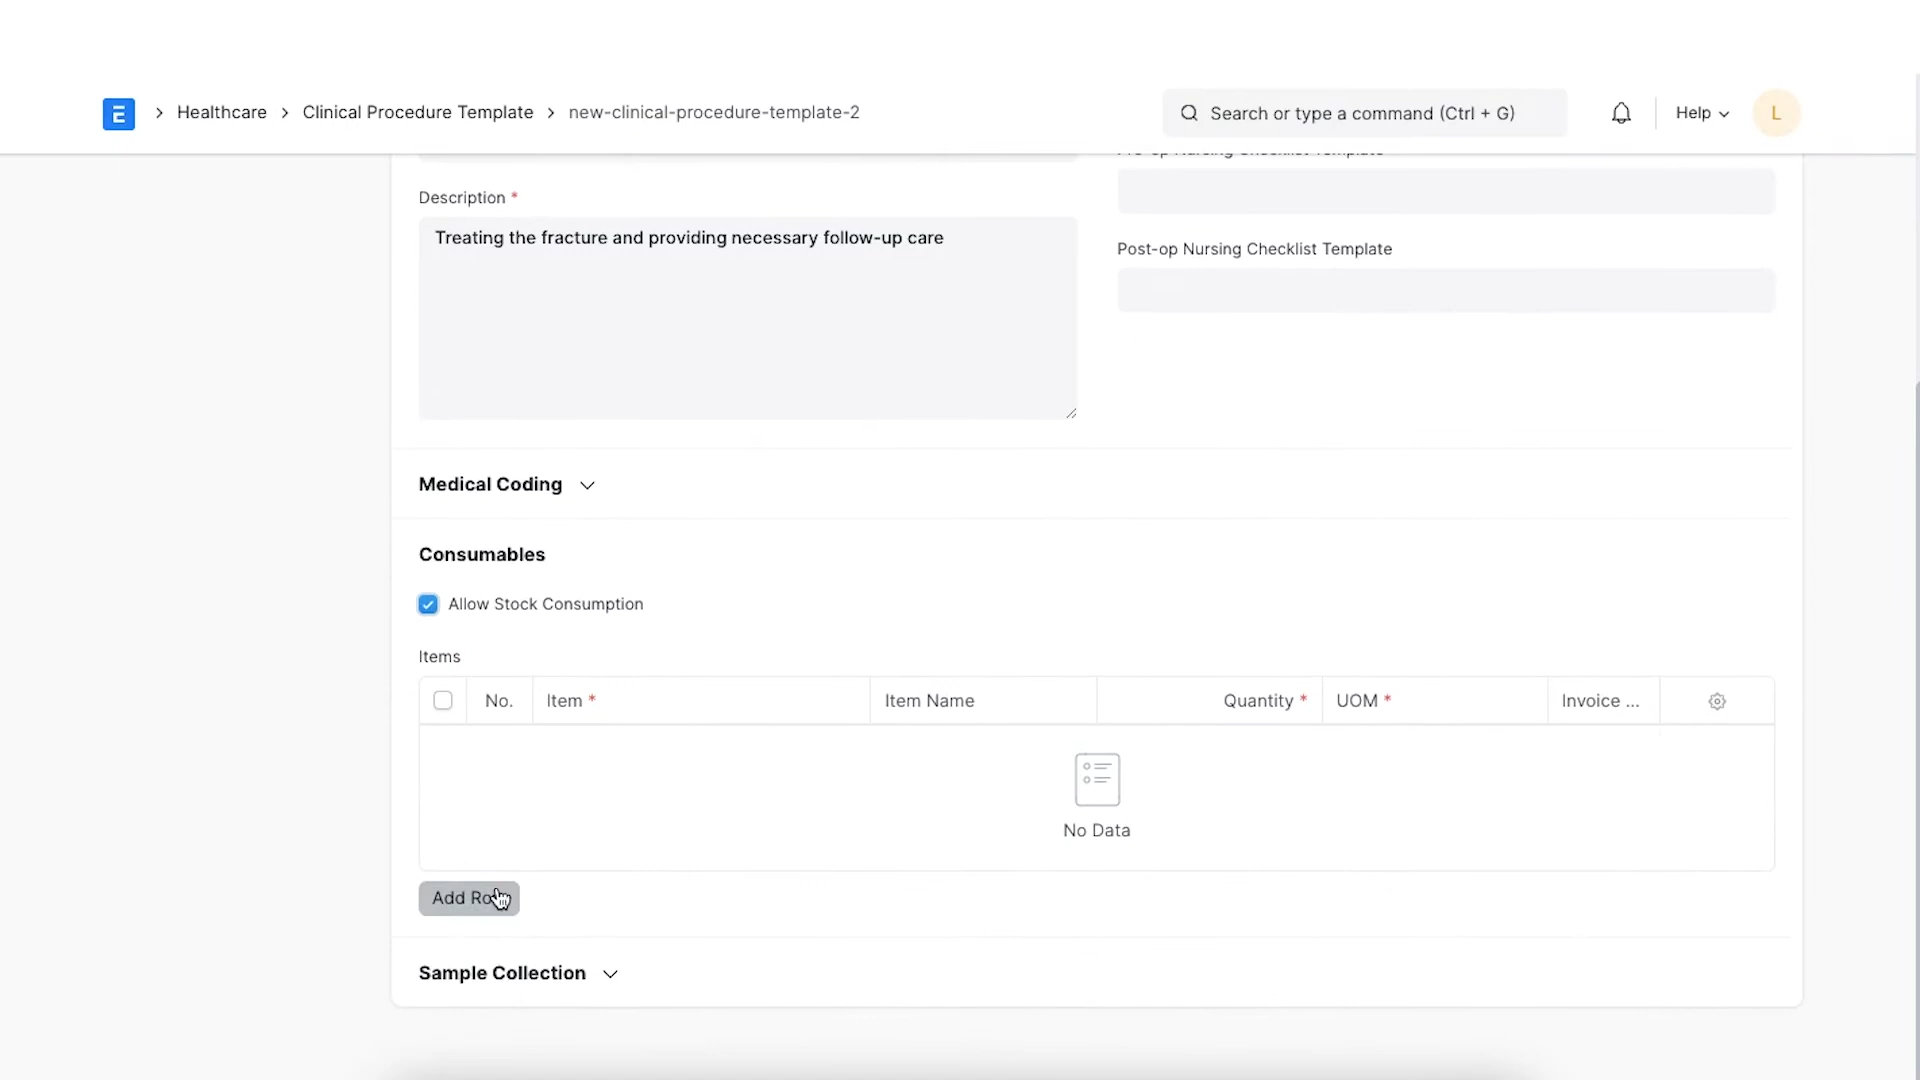 E
Healthcare
Clinical Procedure Template
new-clinical-procedure-template-2
Search or type a command (Ctrl + G)
Help
L
Description *
Treating the fracture and providing necessary follow-up care
Post-op Nursing Checklist Template
Medical Coding
Consumables
Allow Stock Consumption
Items
No. Item * Item Name Quantity * UOM * Invoice ...
No Data
Add Ro
Sample Collection